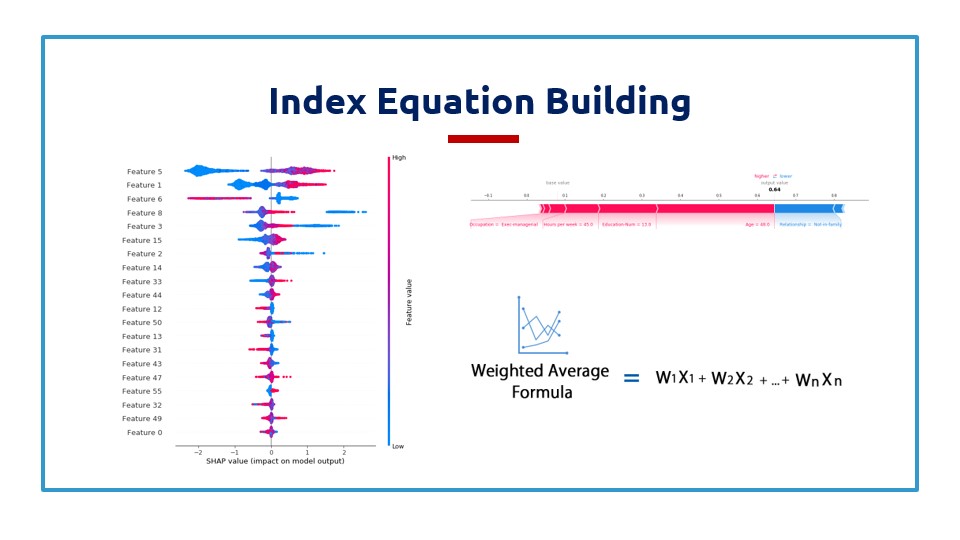 Index Equation Building
High
Feature 5
Feature 1
Feature 6
Feature 8
Feature 3
Feature 15
Feature 2
Feature 14
Feature 33
Feature 44
Feature 12
Feature 50
Feature 13
Feature 31
Feature 43
Feature 47
Feature 55
Feature 32
Feature 49
Feature 0
Feature value
Low
−2 −1 0 1 2
SHAP value (impact on model output)
higher ⇄ lower
base value output value
0.64
−0.1 0.0 0.1 0.2 0.3 0.4 0.5 0.6 0.7 0.8
Occupation = Exec-managerial Hours per week = 45.0 Education-Num = 13.0 Age = 48.0 Relationship = Not-in-family
Weighted Average
Formula
= W1X1 + W2X2 + ...+ WnXn